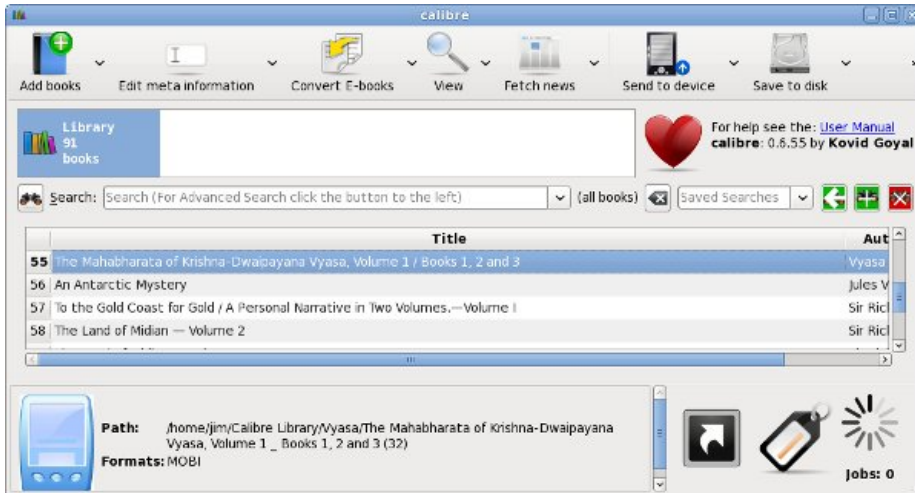 calibre
Add books Edit meta information Convert E-books View Fetch news Send to device Save to disk
Library
91
books
For help see the: User Manual
calibre: 0.6.55 by Kovid Goyal
Search: Search (For Advanced Search click the button to the left) (all books) Saved Searches
Title Aut
55 The Mahabharata of Krishna-Dwaipayana Vyasa, Volume 1 / Books 1, 2 and 3 Vyasa
56 An Antarctic Mystery Jules V
57 To the Gold Coast for Gold / A Personal Narrative in Two Volumes.—Volume I Sir Ricl
58 The Land of Midian — Volume 2 Sir Ricl
Path: /home/jim/Calibre Library/Vyasa/The Mahabharata of Krishna-Dwaipayana
Vyasa, Volume 1 _ Books 1, 2 and 3 (32)
Formats: MOBI
Jobs: 0